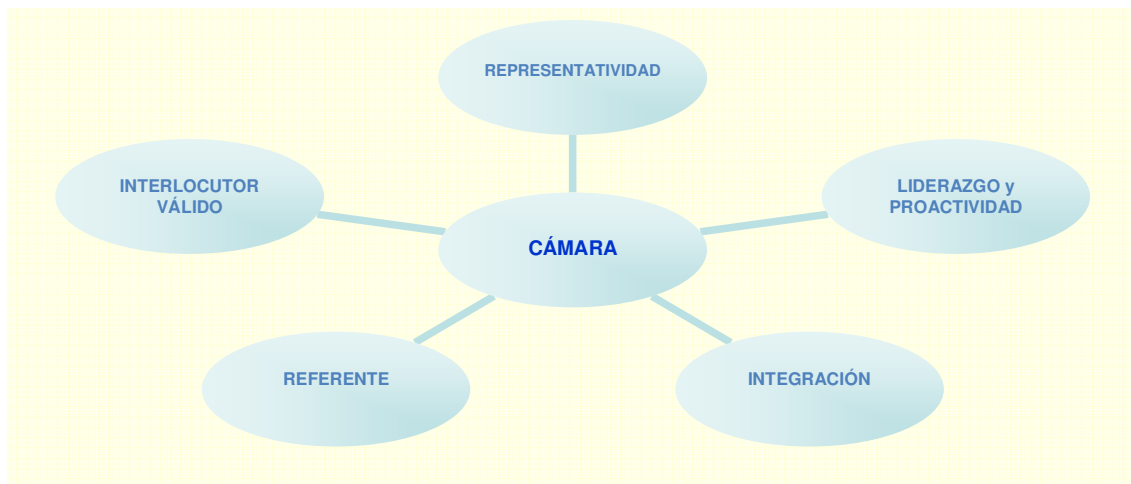 REPRESENTATIVIDAD
INTERLOCUTOR
VÁLIDO
LIDERAZGO y
PROACTIVIDAD
CÁMARA
REFERENTE
INTEGRACIÓN